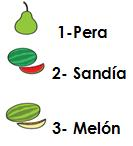 1-Pera
2- Sandía
3- Melón